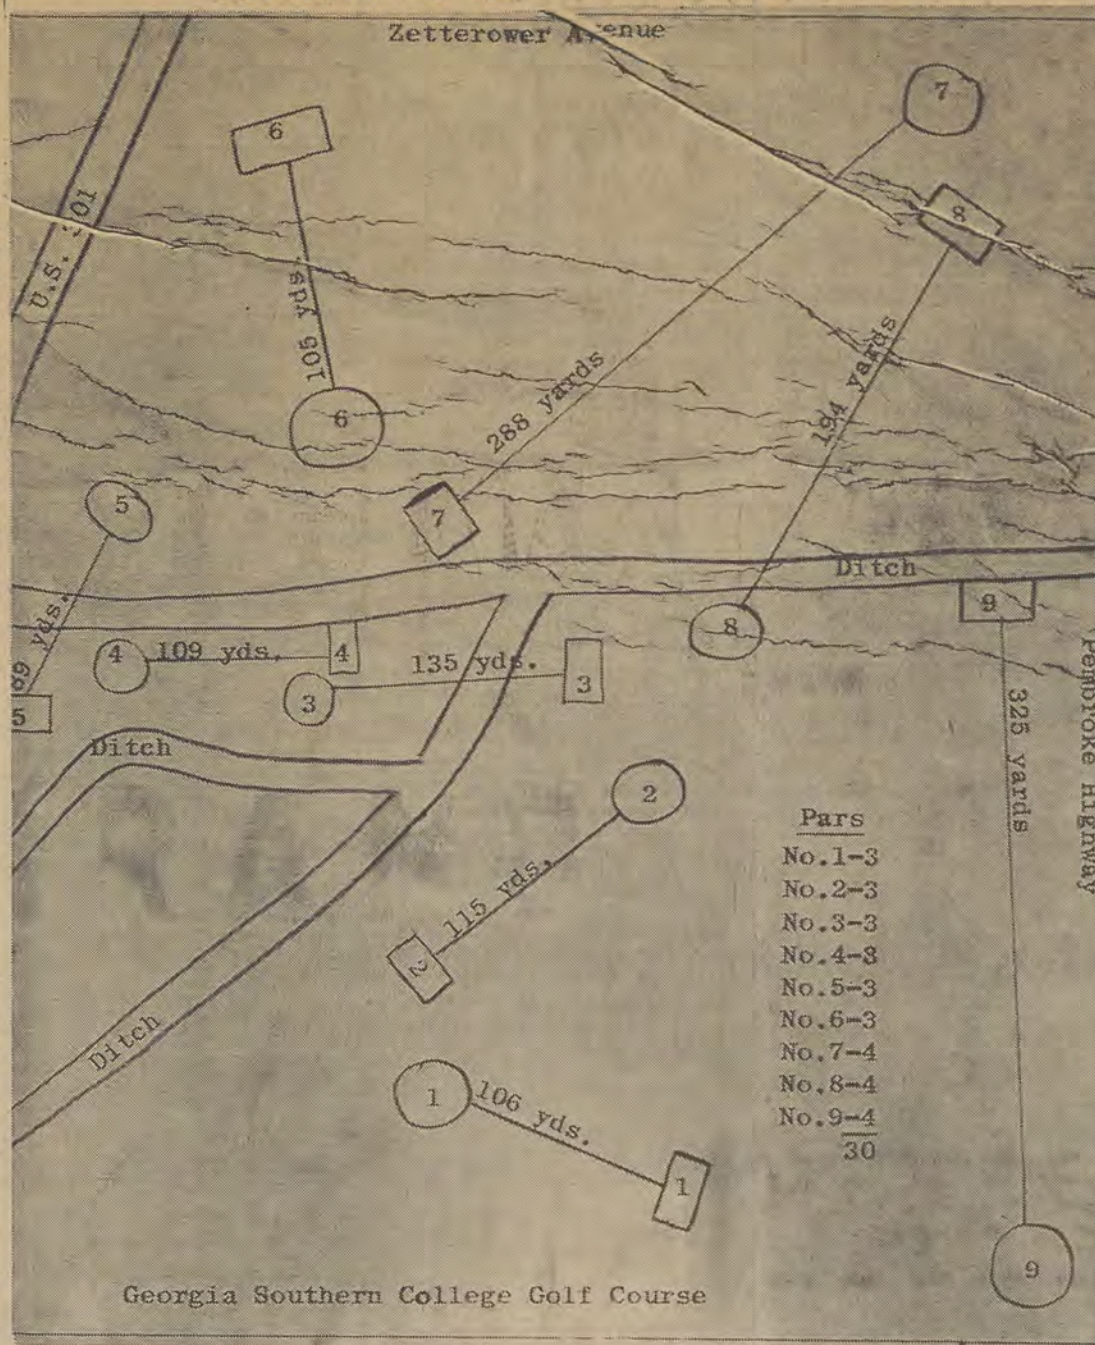 Zetterower Avenue
7
6
8
U.S. 301
105 yds.
6
288 yards
194 yards
5
7
Ditch
9
8
89 yds.
4
109 yds.
4
135 yds.
3
3
5
Ditch
325 yards
Pembroke Highway
2
115 yds.
2
Pars
No.1-3
No.2-3
No.3-3
No.4-3
No.5-3
No.6-3
No.7-4
No.8-4
No.9-4
30
Ditch
1
106 yds.
1
9
Georgia Southern College Golf Course